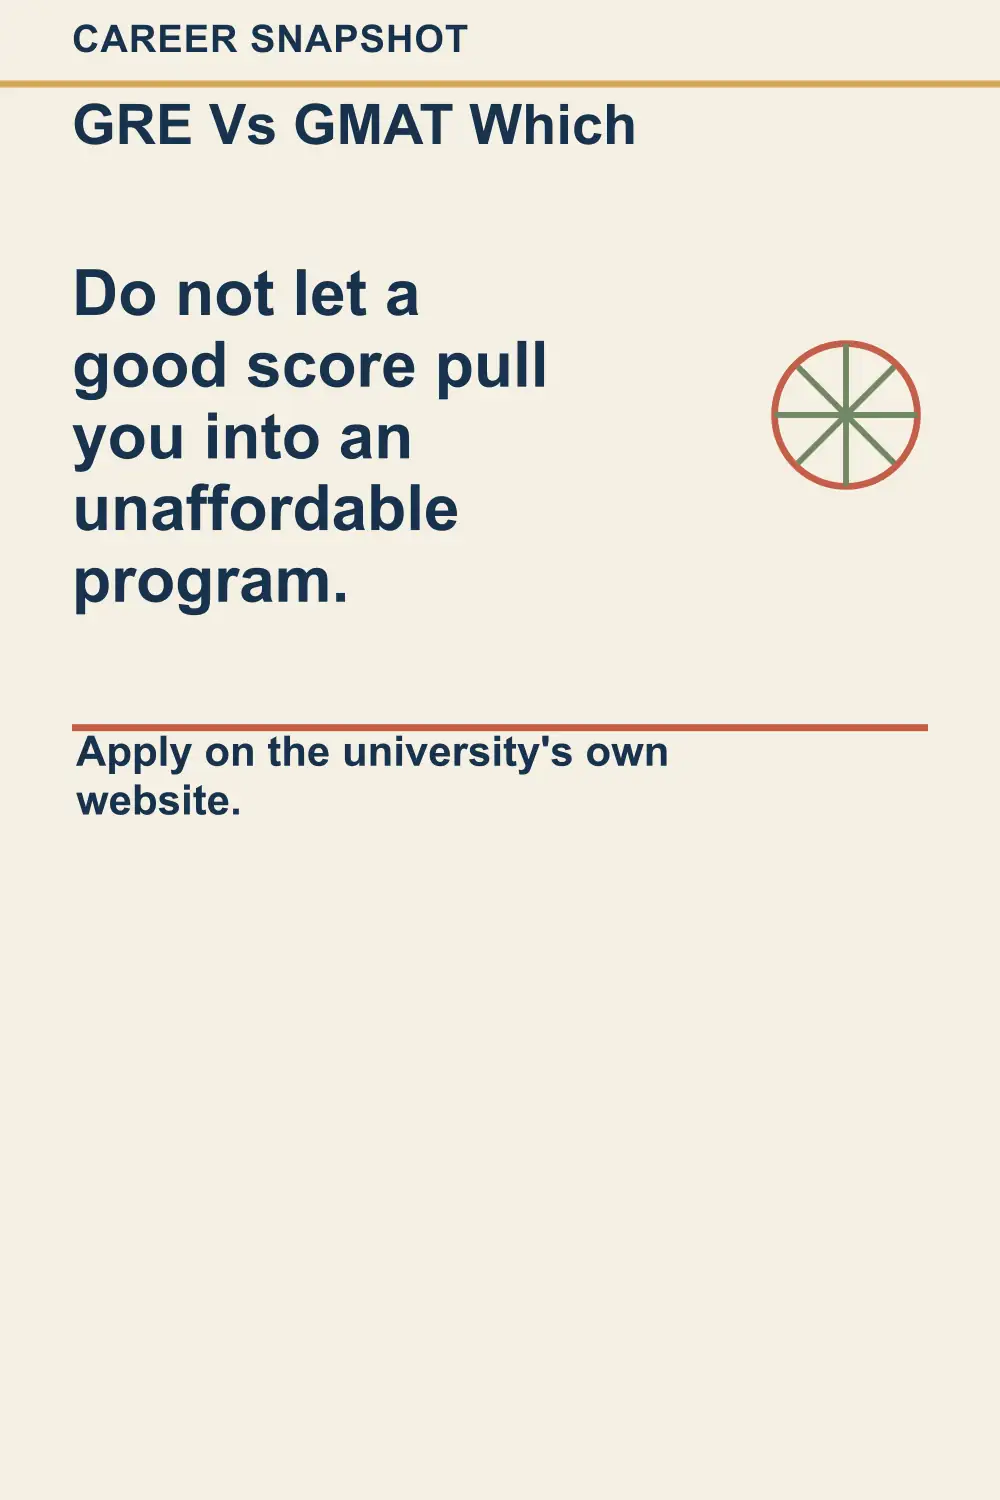 CAREER SNAPSHOT
GRE Vs GMAT Which
Do not let a
good score pull
you into an
unaffordable
program.
Apply on the university's own
website.